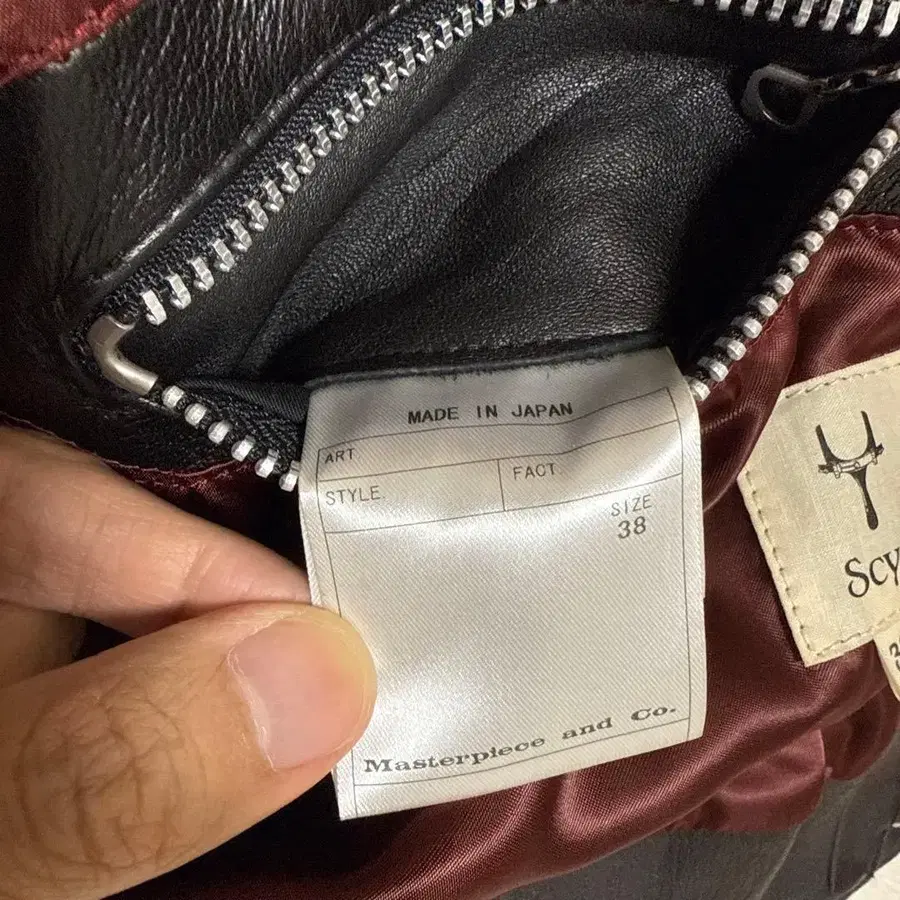 MADE IN JAPAN
ART.
STYLE.
FACT.
SIZE
38
Masterpiece and Co.
SCY